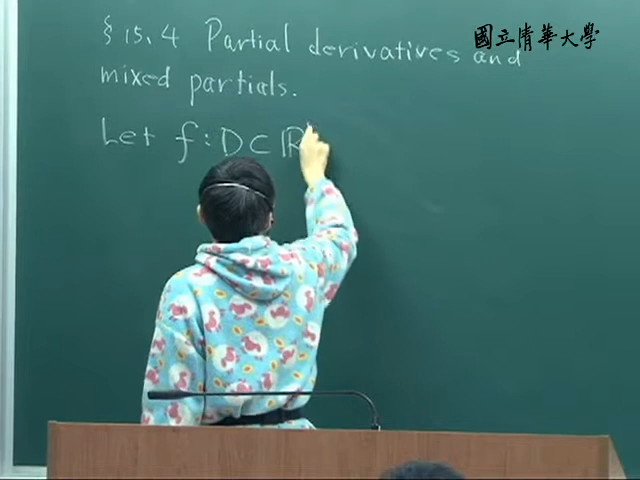 § 15.4 Partial derivatives and
mixed partials.
Let f : D ⊂ ℝ
國立清華大學